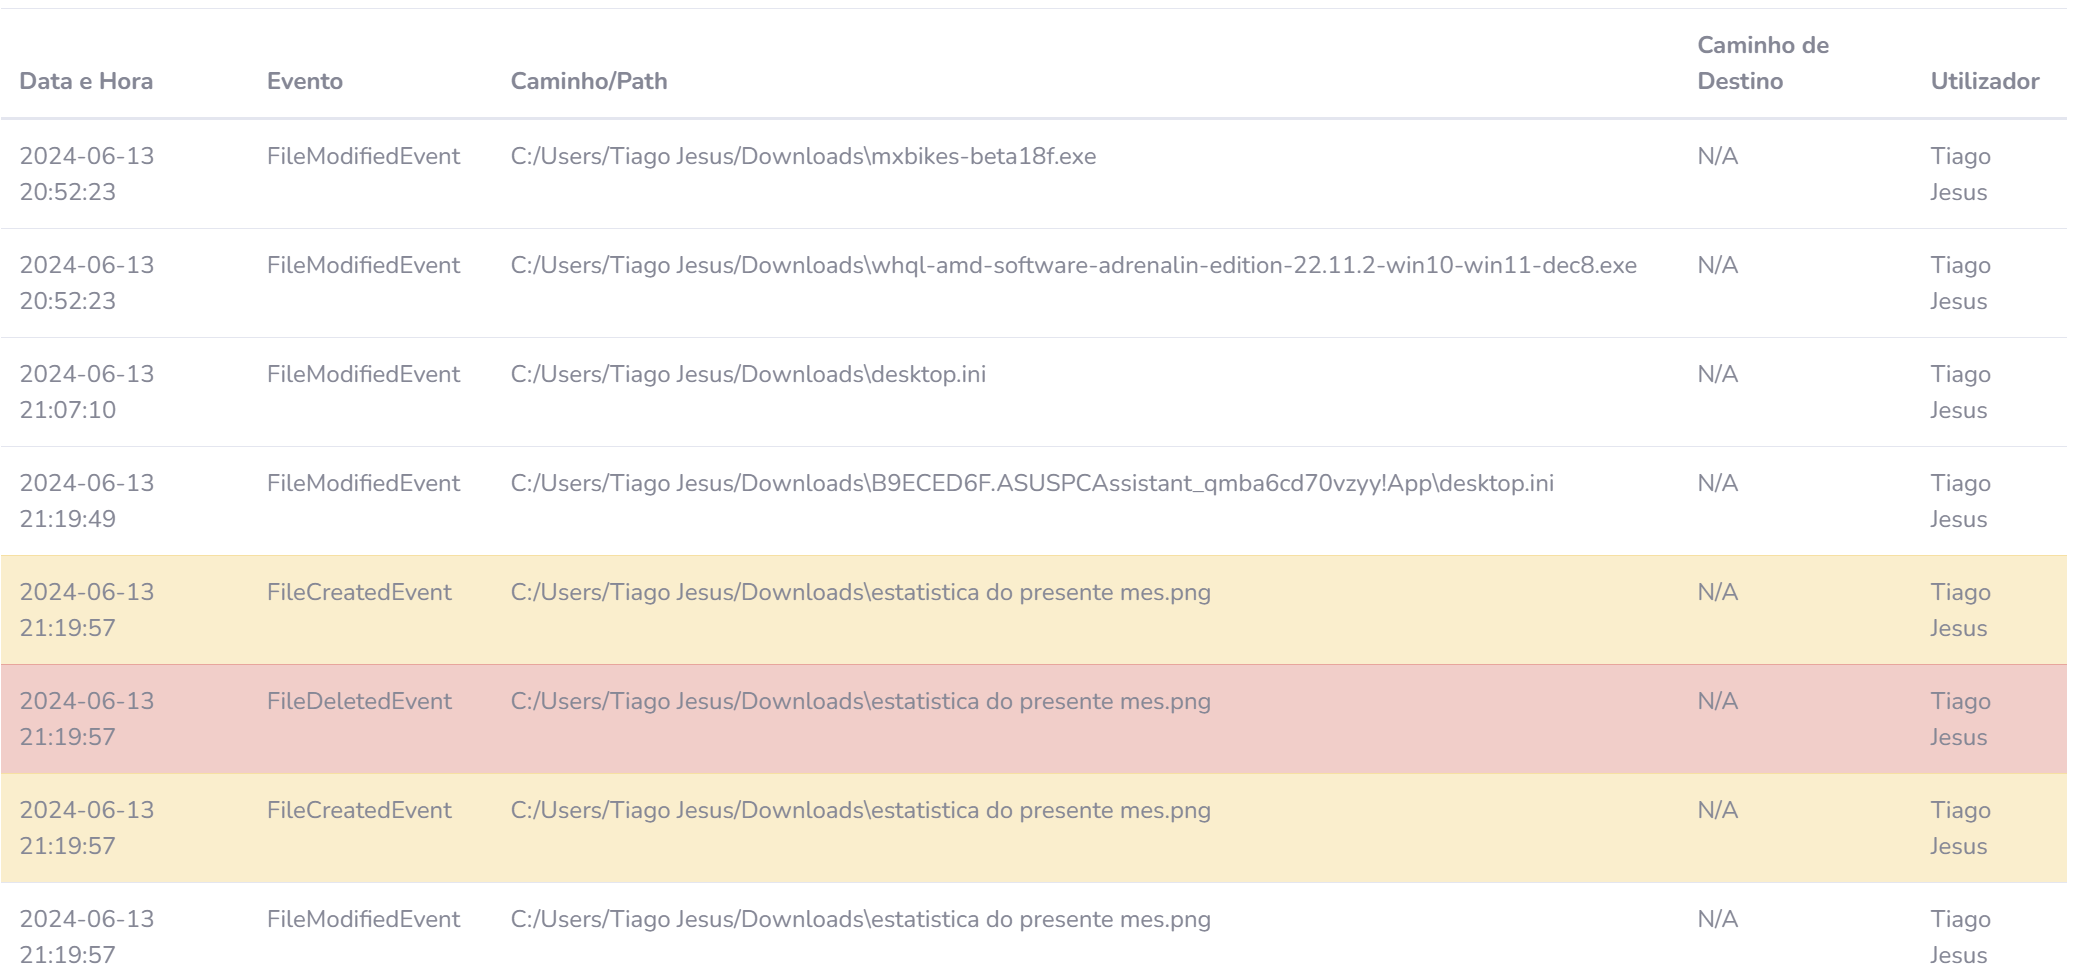 Data e Hora Evento Caminho/Path Caminho de Destino Utilizador
2024-06-13 20:52:23 FileModifiedEvent C:/Users/Tiago Jesus/Downloads\mxbikes-beta18f.exe N/A Tiago Jesus
2024-06-13 20:52:23 FileModifiedEvent C:/Users/Tiago Jesus/Downloads\whql-amd-software-adrenalin-edition-22.11.2-win10-win11-dec8.exe N/A Tiago Jesus
2024-06-13 21:07:10 FileModifiedEvent C:/Users/Tiago Jesus/Downloads\desktop.ini N/A Tiago Jesus
2024-06-13 21:19:49 FileModifiedEvent C:/Users/Tiago Jesus/Downloads\B9ECED6F.ASUSPCAssistant_qmba6cd70vzyy!App\desktop.ini N/A Tiago Jesus
2024-06-13 21:19:57 FileCreatedEvent C:/Users/Tiago Jesus/Downloads\estatistica do presente mes.png N/A Tiago Jesus
2024-06-13 21:19:57 FileDeletedEvent C:/Users/Tiago Jesus/Downloads\estatistica do presente mes.png N/A Tiago Jesus
2024-06-13 21:19:57 FileCreatedEvent C:/Users/Tiago Jesus/Downloads\estatistica do presente mes.png N/A Tiago Jesus
2024-06-13 21:19:57 FileModifiedEvent C:/Users/Tiago Jesus/Downloads\estatistica do presente mes.png N/A Tiago Jesus